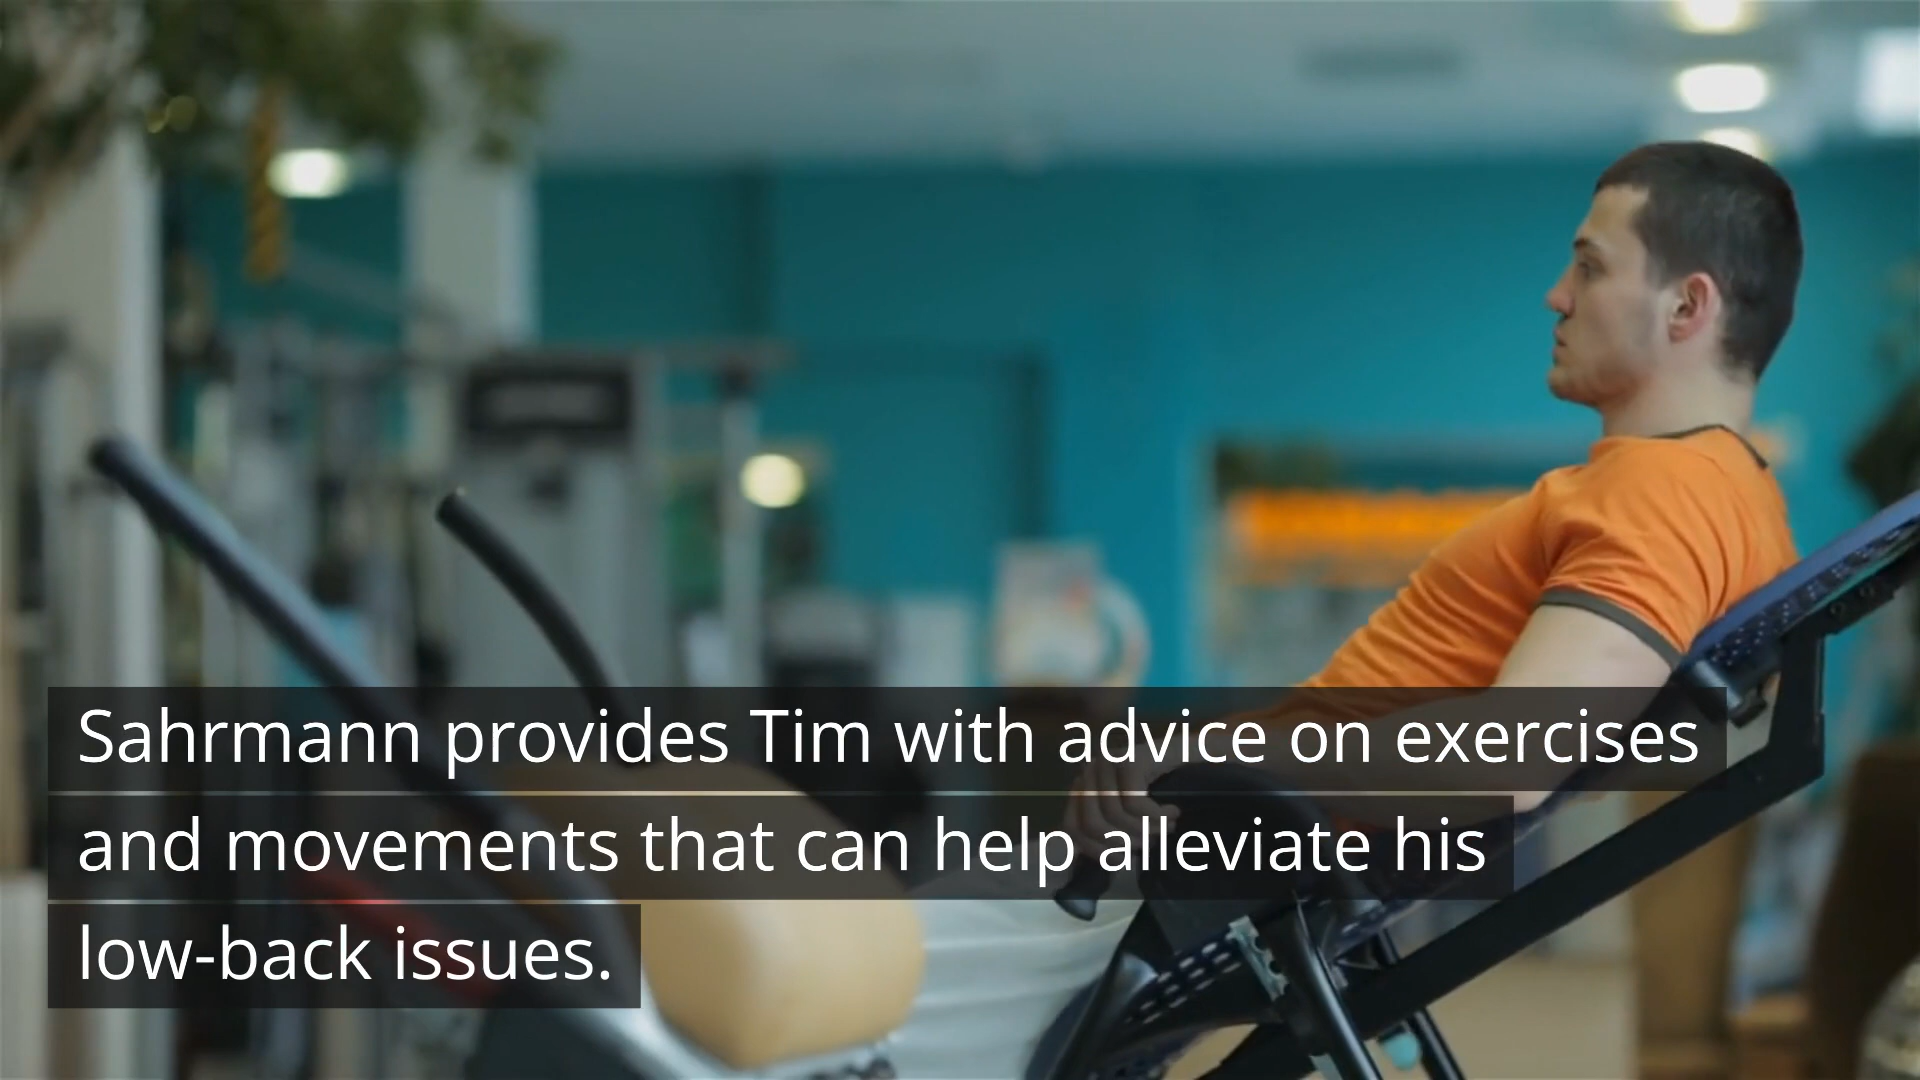 Sahrmann provides Tim with advice on exercises
and movements that can help alleviate his
low-back issues.